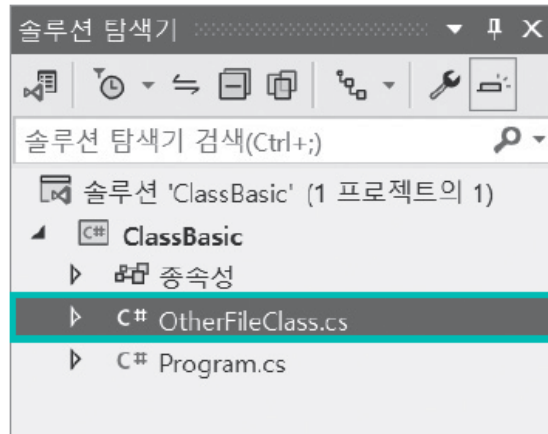 솔루션 탐색기
솔루션 탐색기 검색(Ctrl+;)
솔루션 'ClassBasic' (1 프로젝트의 1)
C# ClassBasic
종속성
C# OtherFileClass.cs
C# Program.cs